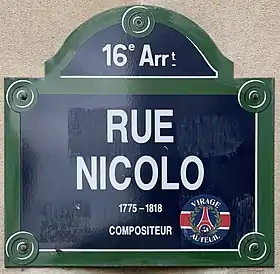 16e Arrt
RUE
NICOLO
1775-1818
COMPOSITEUR
VIRAGE
AUTEUIL